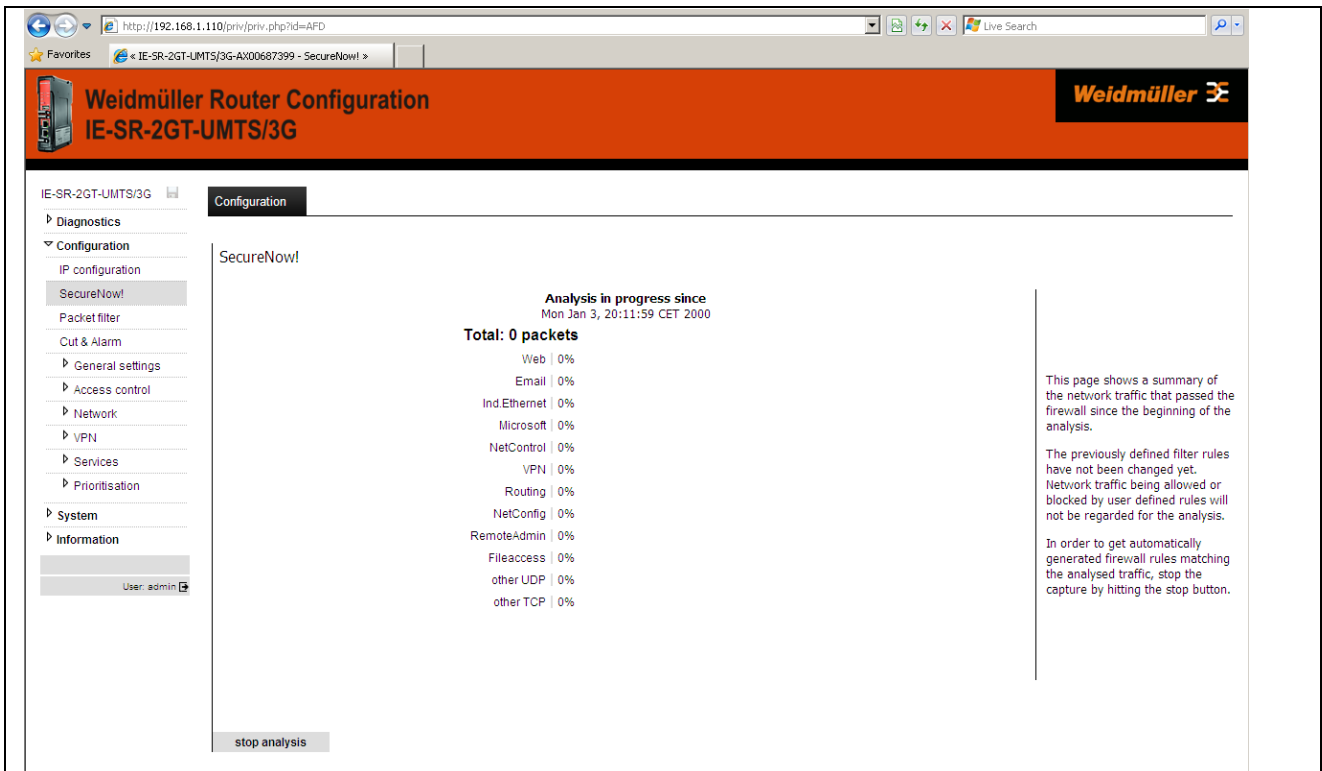 http://192.168.1.110/priv/priv.php?id=AFD
Live Search
Favorites
« IE-SR-2GT-UMTS/3G-AX00687399 - SecureNow! »
Weidmüller Router Configuration
IE-SR-2GT-UMTS/3G
Weidmüller
IE-SR-2GT-UMTS/3G
Diagnostics
Configuration
IP configuration
SecureNow!
Packet filter
Cut & Alarm
General settings
Access control
Network
VPN
Services
Prioritisation
System
Information
User: admin
Configuration
SecureNow!
Analysis in progress since
Mon Jan 3, 20:11:59 CET 2000
Total: 0 packets
Web 0%
Email 0%
Ind.Ethernet 0%
Microsoft 0%
NetControl 0%
VPN 0%
Routing 0%
NetConfig 0%
RemoteAdmin 0%
Fileaccess 0%
other UDP 0%
other TCP 0%
This page shows a summary of
the network traffic that passed the
firewall since the beginning of the
analysis.
The previously defined filter rules
have not been changed yet.
Network traffic being allowed or
blocked by user defined rules will
not be regarded for the analysis.
In order to get automatically
generated firewall rules matching
the analysed traffic, stop the
capture by hitting the stop button.
stop analysis